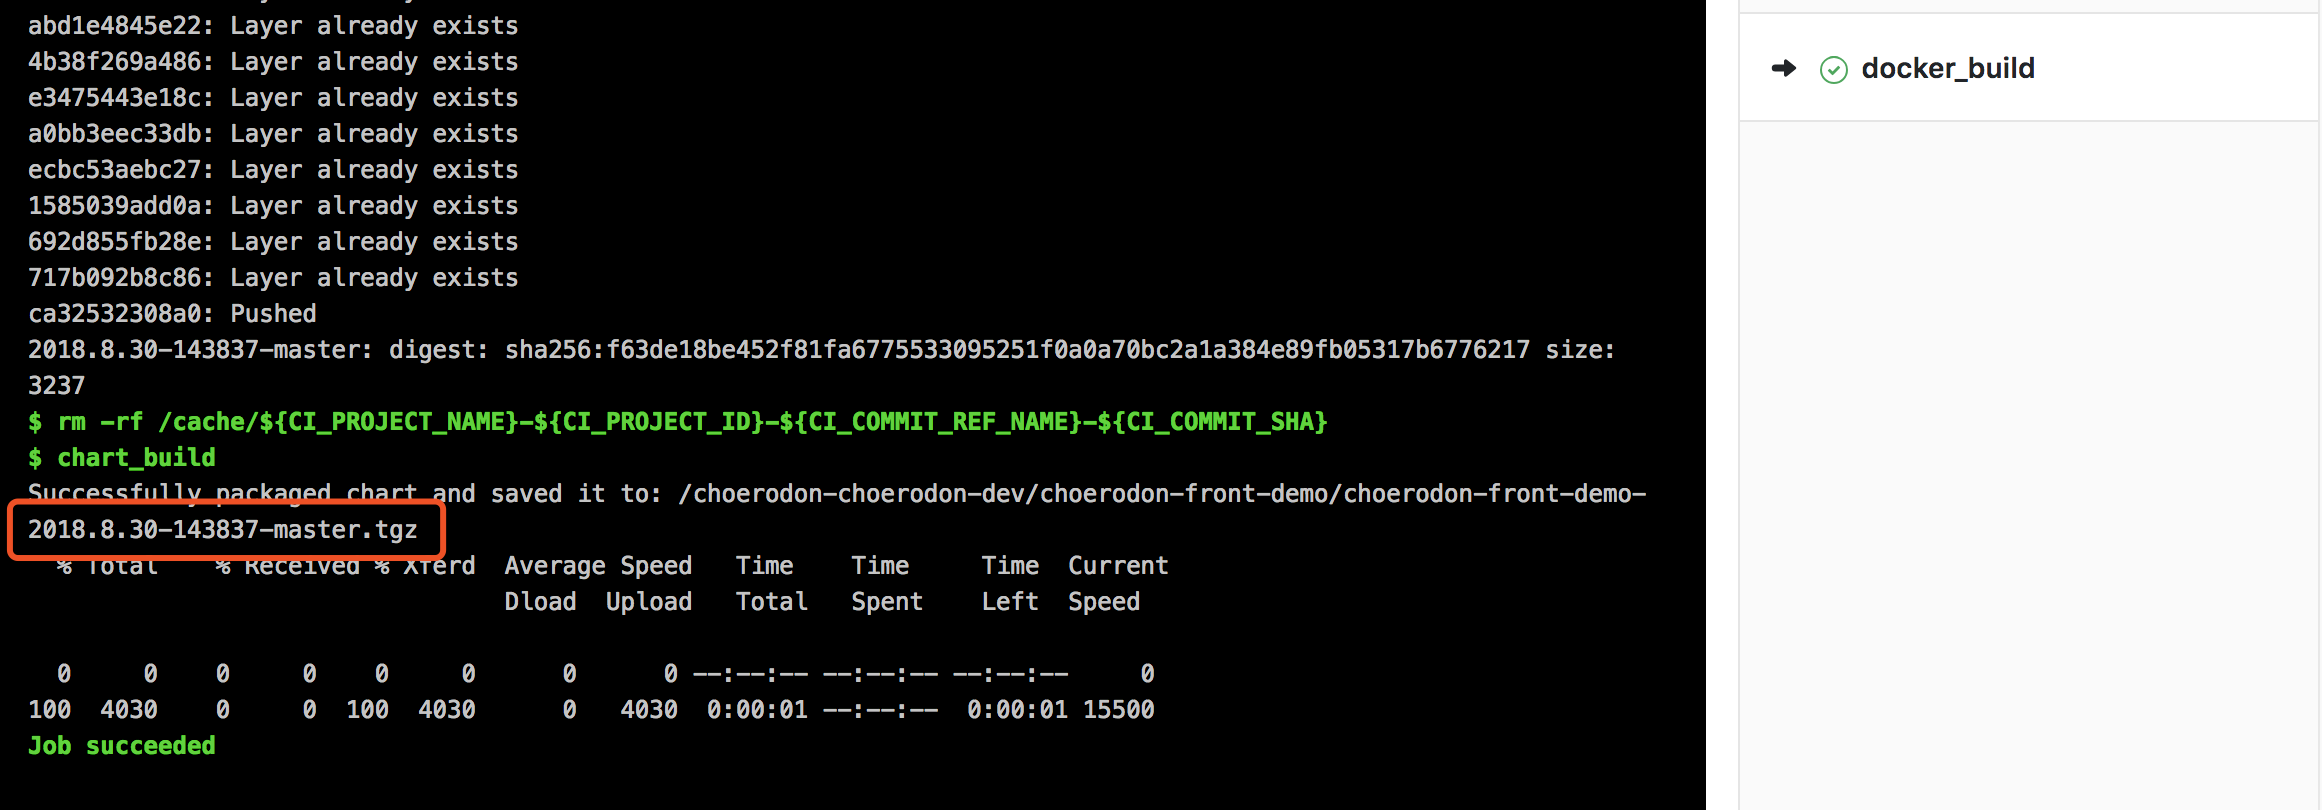 abd1e4845e22: Layer already exists
4b38f269a486: Layer already exists
e3475443e18c: Layer already exists
a0bb3eec33db: Layer already exists
ecbc53aebc27: Layer already exists
1585039add0a: Layer already exists
692d855fb28e: Layer already exists
717b092b8c86: Layer already exists
ca32532308a0: Pushed
2018.8.30-143837-master: digest: sha256:f63de18be452f81fa6775533095251f0a0a70bc2a1a384e89fb05317b6776217 size:
3237
$ rm -rf /cache/${CI_PROJECT_NAME}-${CI_PROJECT_ID}-${CI_COMMIT_REF_NAME}-${CI_COMMIT_SHA}
$ chart_build
Successfully packaged chart and saved it to: /choerodon-choerodon-dev/choerodon-front-demo/choerodon-front-demo-
2018.8.30-143837-master.tgz
% Total % Received % Xferd Average Speed Time Time Time Current
Dload Upload Total Spent Left Speed
0 0 0 0 0 0 0 0 --:--:-- --:--:-- --:--:-- 0
100 4030 0 0 100 4030 0 4030 0:00:01 --:--:-- 0:00:01 15500
Job succeeded
docker_build